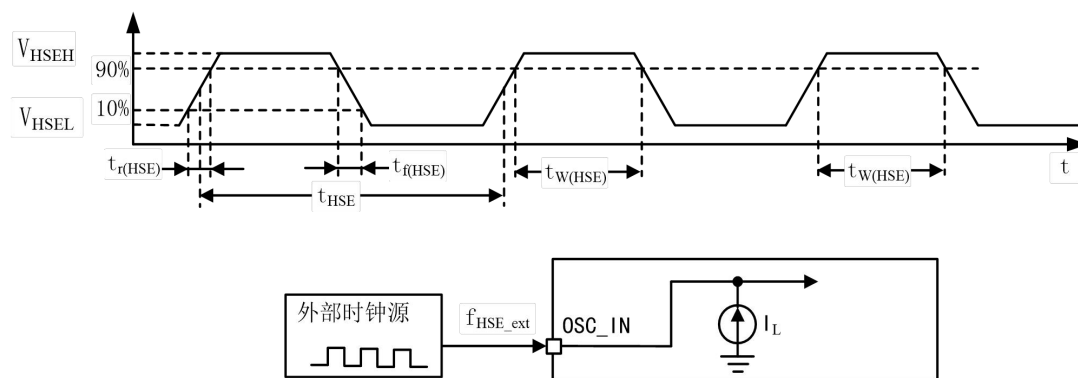 V_HSEH
90%
10%
V_HSEL
t_r(HSE)
t_f(HSE)
t_HSE
t_W(HSE)
t_W(HSE)
t
外部时钟源
f_HSE_ext
OSC_IN
I_L